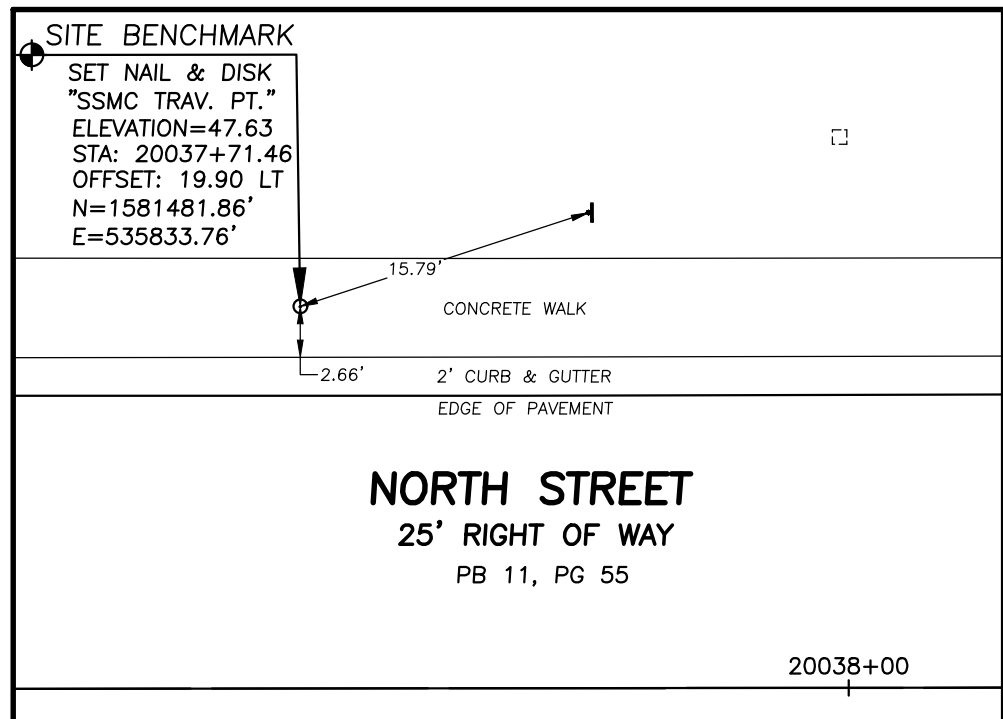 SITE BENCHMARK
SET NAIL & DISK
"SSMC TRAV. PT."
ELEVATION=47.63
STA: 20037+71.46
OFFSET: 19.90 LT
N=1581481.86'
E=535833.76'
15.79'
CONCRETE WALK
2.66'
2' CURB & GUTTER
EDGE OF PAVEMENT
NORTH STREET
25' RIGHT OF WAY
PB 11, PG 55
20038+00